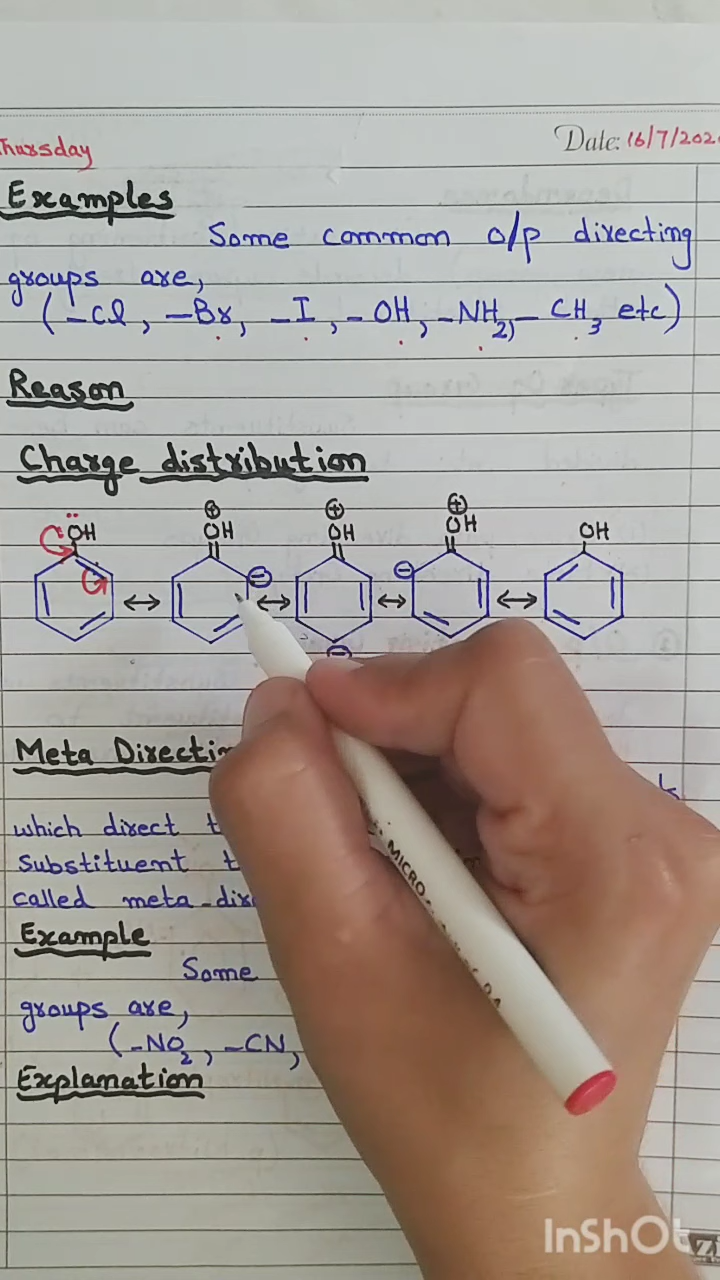 Thursday
Date: 16/7/202
Examples
Some common o/p directing
groups are,
(-Cl, -Br, -I, -OH, -NH2, -CH3 etc)
Reason
Charge distribution
ÖH ⊕ ⊕ ⊕
OH OH OH OH
⊖ ⊖
↔ ↔ ↔ ↔
⊖
Meta Directi
which direct t
substituent t
called meta-dir
Example
Some
groups are,
(-NO2, -CN,
Explanation
MICRO
InShOt